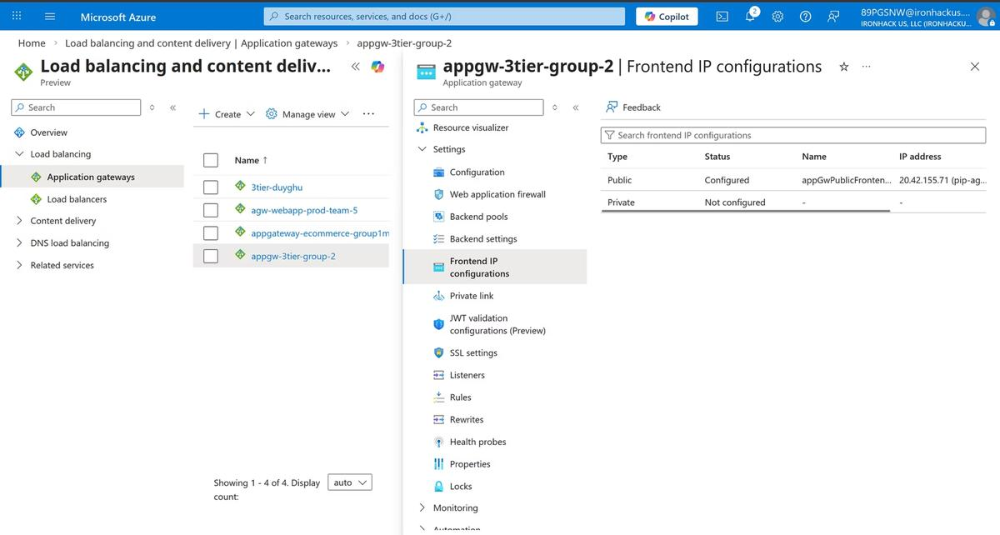 Microsoft Azure
Search resources, services, and docs (G+/)
Copilot
2
89PGSNW@ironhackus....
IRONHACK US, LLC (IRONHACKU...
Home > Load balancing and content delivery | Application gateways > appgw-3tier-group-2
Load balancing and content deliv...
Preview
Search
Overview
Load balancing
Application gateways
Load balancers
Content delivery
DNS load balancing
Related services
Create
Manage view
...
Name ↑
3tier-duyghu
agw-webapp-prod-team-5
appgateway-ecommerce-group1m
appgw-3tier-group-2
Showing 1 - 4 of 4. Display
count:
auto
appgw-3tier-group-2 | Frontend IP configurations
...
Application gateway
Search
Resource visualizer
Settings
Configuration
Web application firewall
Backend pools
Backend settings
Frontend IP
configurations
Private link
JWT validation
configurations (Preview)
SSL settings
Listeners
Rules
Rewrites
Health probes
Properties
Locks
Monitoring
Automation
Feedback
Search frontend IP configurations
Type Status Name IP address
Public Configured appGwPublicFronten... 20.42.155.71 (pip-ag...
Private Not configured - -